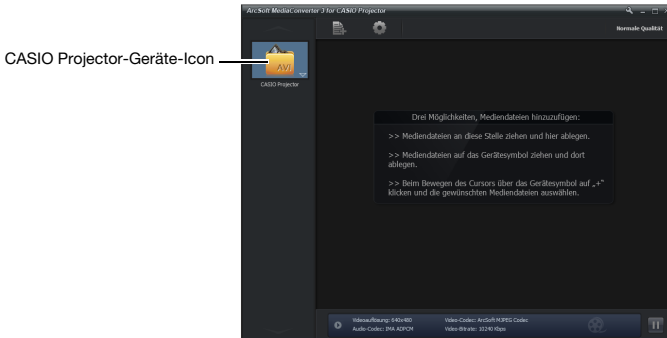 ArcSoft MediaConverter 3 for CASIO Projector
Normale Qualität
CASIO Projector-Geräte-Icon
AVI
CASIO Projector
Drei Möglichkeiten, Mediendateien hinzuzufügen:
>> Mediendateien an diese Stelle ziehen und hier ablegen.
>> Mediendateien auf das Gerätesymbol ziehen und dort
ablegen.
>> Beim Bewegen des Cursors über das Gerätesymbol auf „+"
klicken und die gewünschten Mediendateien auswählen.
Videoauflösung: 640x480
Video-Codec: ArcSoft MJPEG Codec
Audio-Codec: IMA ADPCM
Video-Bitrate: 10240 Kbps